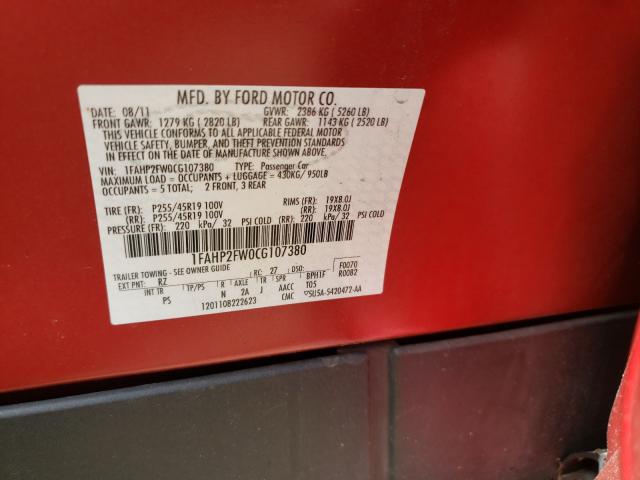 MFD. BY FORD MOTOR CO.
DATE: 08/11 GVWR: 2386 KG ( 5260 LB)
FRONT GAWR: 1279 KG ( 2820 LB) REAR GAWR: 1143 KG ( 2520 LB)
THIS VEHICLE CONFORMS TO ALL APPLICABLE FEDERAL MOTOR
VEHICLE SAFETY, BUMPER, AND THEFT PREVENTION STANDARDS
IN EFFECT ON THE DATE OF MANUFACTURE SHOWN ABOVE.
VIN: 1FAHP2FW0CG107380 TYPE: Passenger Car
MAXIMUM LOAD = OCCUPANTS + LUGGAGE = 430KG/ 950LB
OCCUPANTS = 5 TOTAL; 2 FRONT, 3 REAR
TIRE (FR): P255/45R19 100V RIMS (FR): 19X8.0J
(RR): P255/45R19 100V (RR): 19X8.0J
PRESSURE (FR): 220 kPa/ 32 PSI COLD (RR): 220 kPa/ 32 PSI COLD
1FAHP2FW0CG107380
TRAILER TOWING - SEE OWNER GUIDE RC: 27 DSO: F0070
EXT PNT: RZ BPHTF R0082
INT TR TP/PS R AXLE TR SPR T05
PS N 2A J AACC
1201108222623 CMC 5U5A-5420472-AA